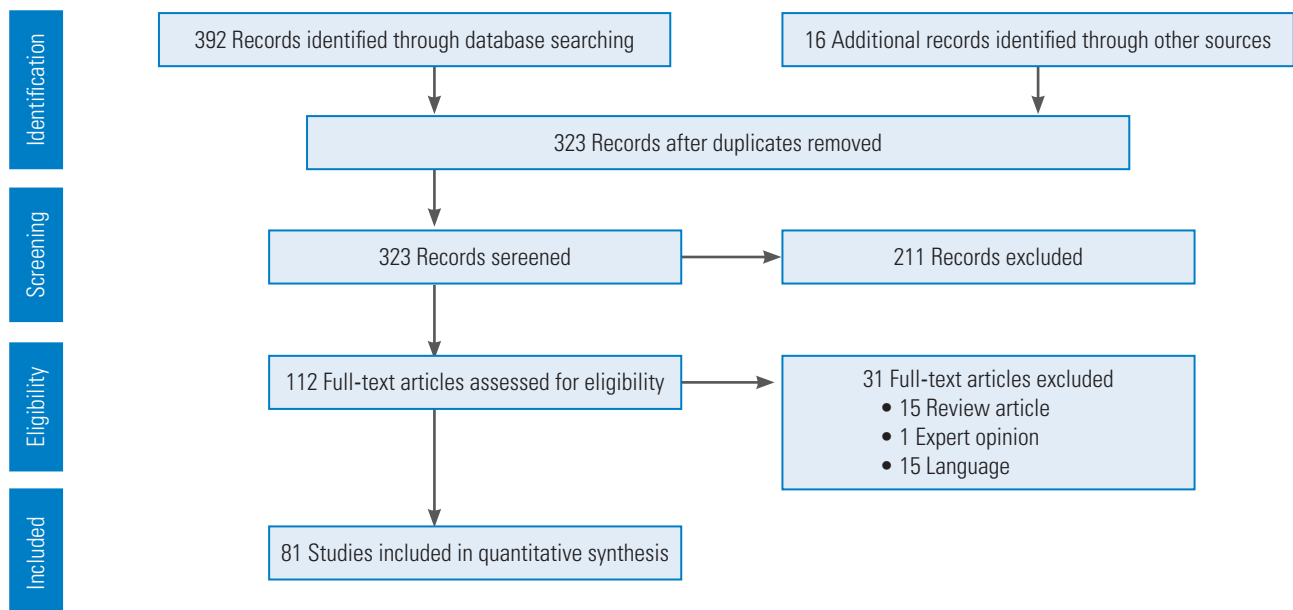 Identification
392 Records identified through database searching
16 Additional records identified through other sources
323 Records after duplicates removed
Screening
323 Records sereened
211 Records excluded
Eligibility
112 Full-text articles assessed for eligibility
31 Full-text articles excluded
• 15 Review article
• 1 Expert opinion
• 15 Language
Included
81 Studies included in quantitative synthesis